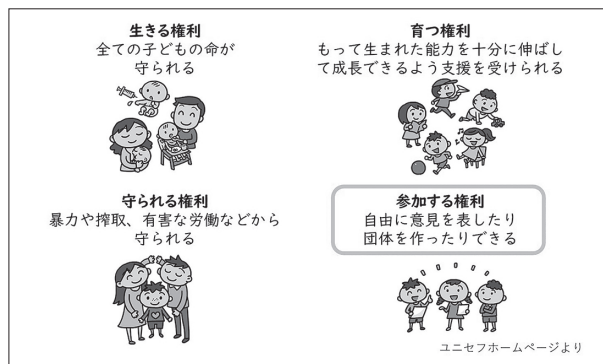 生きる権利
全ての子どもの命が
守られる
育つ権利
もって生まれた能力を十分に伸ばし
て成長できるよう支援を受けられる
守られる権利
暴力や搾取、有害な労働などから
守られる
参加する権利
自由に意見を表したり
団体を作ったりできる
ユニセフホームページより